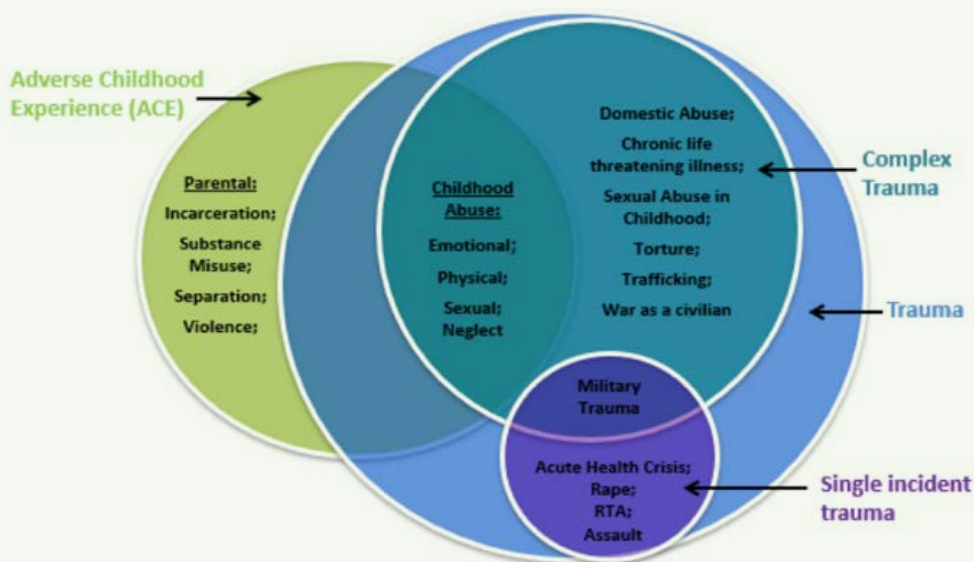 Adverse Childhood
Experience (ACE)
Parental:
Incarceration;
Substance
Misuse;
Separation;
Violence;
Childhood
Abuse:
Emotional;
Physical;
Sexual;
Neglect
Domestic Abuse;
Chronic life
threatening illness;
Sexual Abuse in
Childhood;
Torture;
Trafficking;
War as a civilian
Complex
Trauma
Trauma
Military
Trauma
Acute Health Crisis;
Rape;
RTA;
Assault
Single incident
trauma